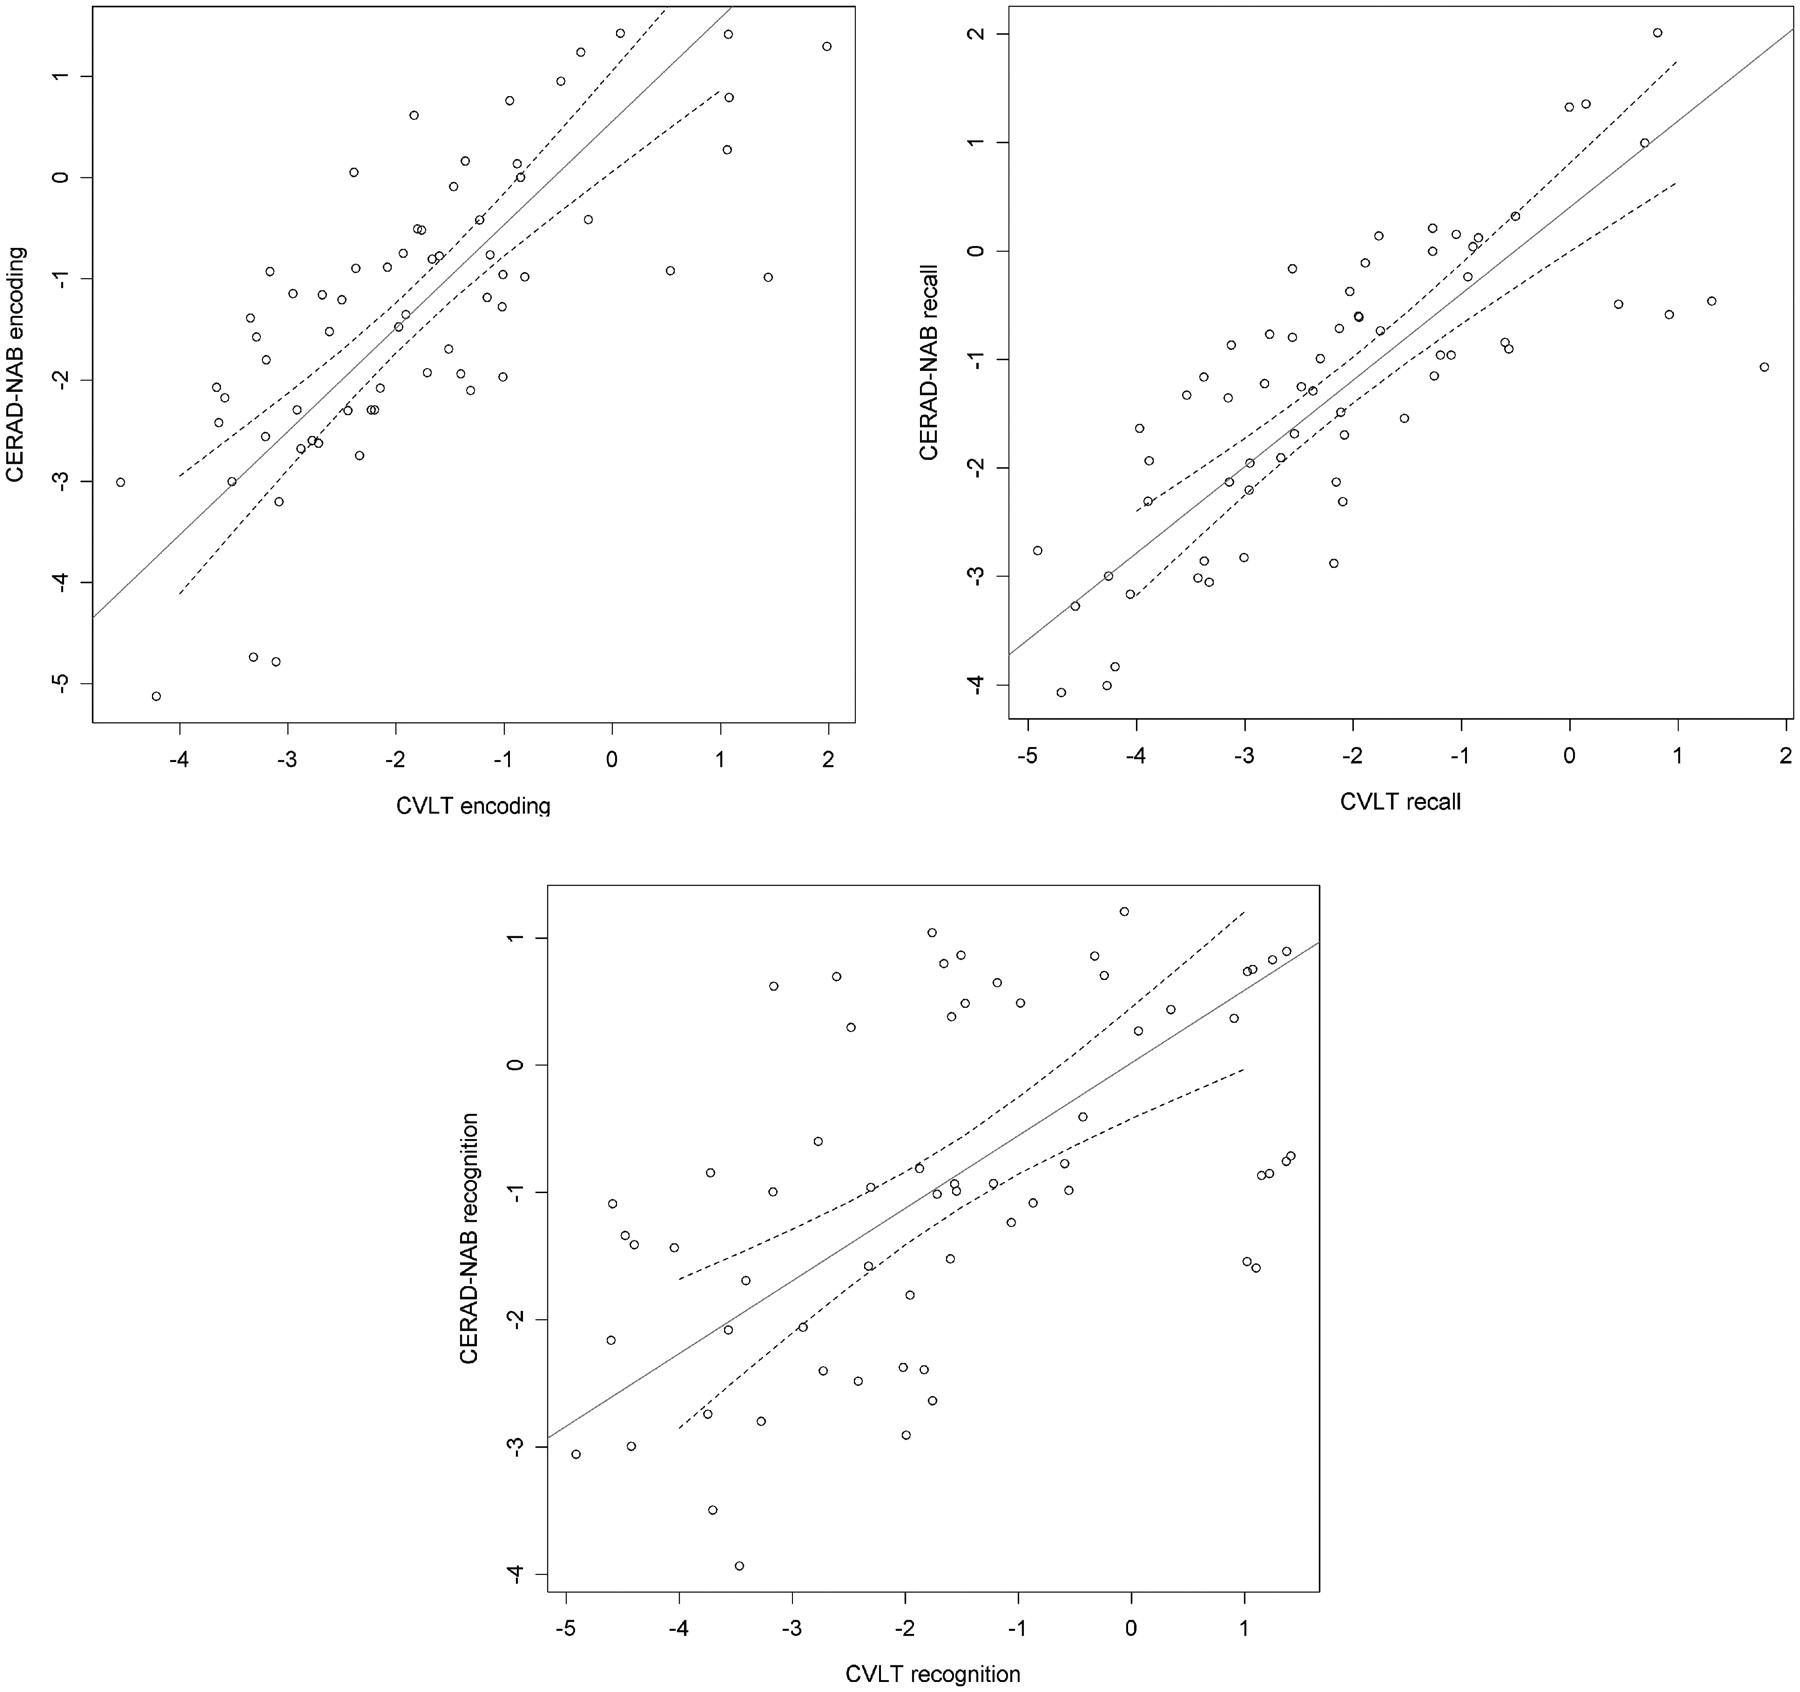 CERAD-NAB encoding
1
0
-1
-2
-3
-4
-5
-4 -3 -2 -1 0 1 2
CVLT encoding
CERAD-NAB recall
2
1
0
-1
-2
-3
-4
-5 -4 -3 -2 -1 0 1 2
CVLT recall
CERAD-NAB recognition
1
0
-1
-2
-3
-4
-5 -4 -3 -2 -1 0 1
CVLT recognition